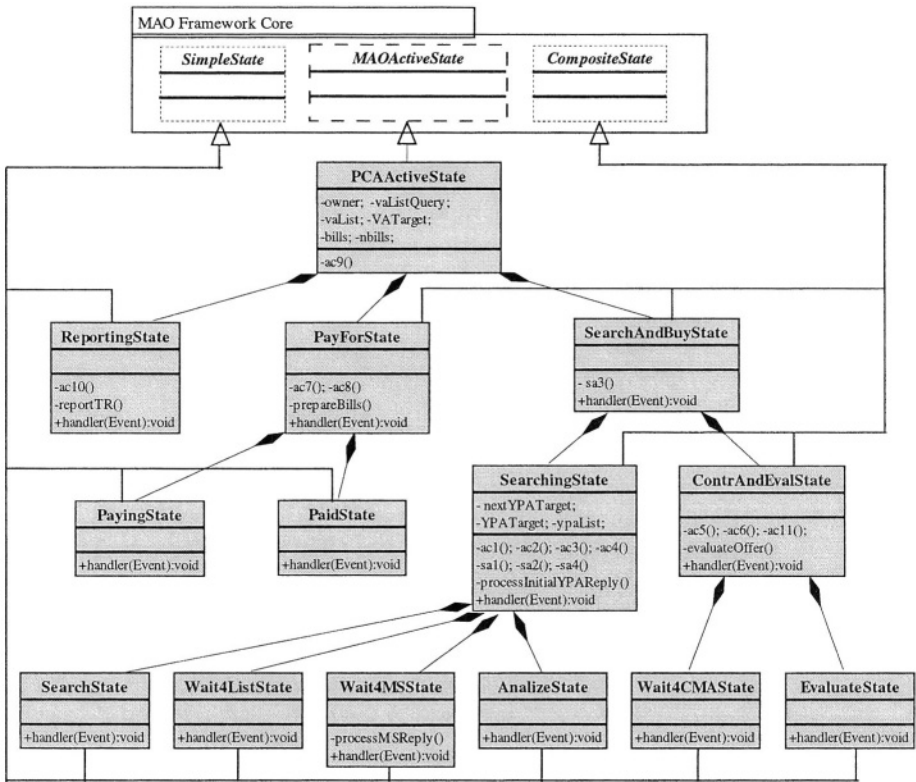 MAO Framework Core
SimpleState
MAOActiveState
CompositeState
PCAActiveState
-owner; -vaListQuery;
-vaList; -VATarget;
-bills; -nbills;
-ac9()
ReportingState
-ac10()
-reportTR()
+handler(Event):void
PayForState
-ac7(); -ac8()
-prepareBills()
+handler(Event):void
SearchAndBuyState
- sa3()
+handler(Event):void
PayingState
+handler(Event):void
PaidState
+handler(Event):void
SearchingState
- nextYPATarget;
- YPATarget; -ypaList;
-ac1(); -ac2(); -ac3(); -ac4()
-sa1(); -sa2(); -sa4()
-processInitialYPAReply()
+handler(Event):void
ContrAndEvalState
-ac5(); -ac6(); -ac11();
-evaluateOffer()
+handler(Event):void
SearchState
+handler(Event):void
Wait4ListState
+handler(Event):void
Wait4MSState
-processMSReply()
+handler(Event):void
AnalizeState
+handler(Event):void
Wait4CMAState
+handler(Event):void
EvaluateState
+handler(Event):void